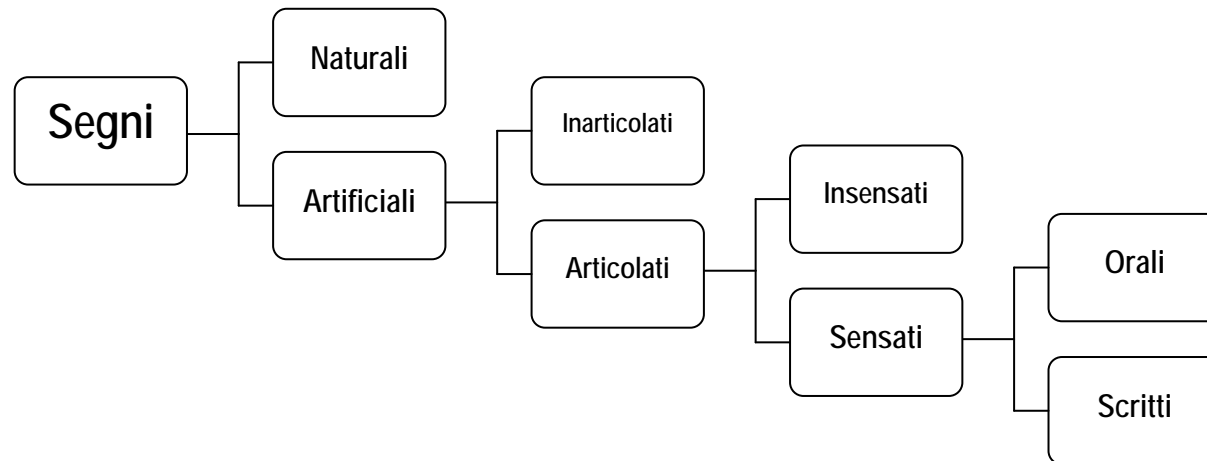 Segni
Naturali
Artificiali
Inarticolati
Articolati
Insensati
Sensati
Orali
Scritti